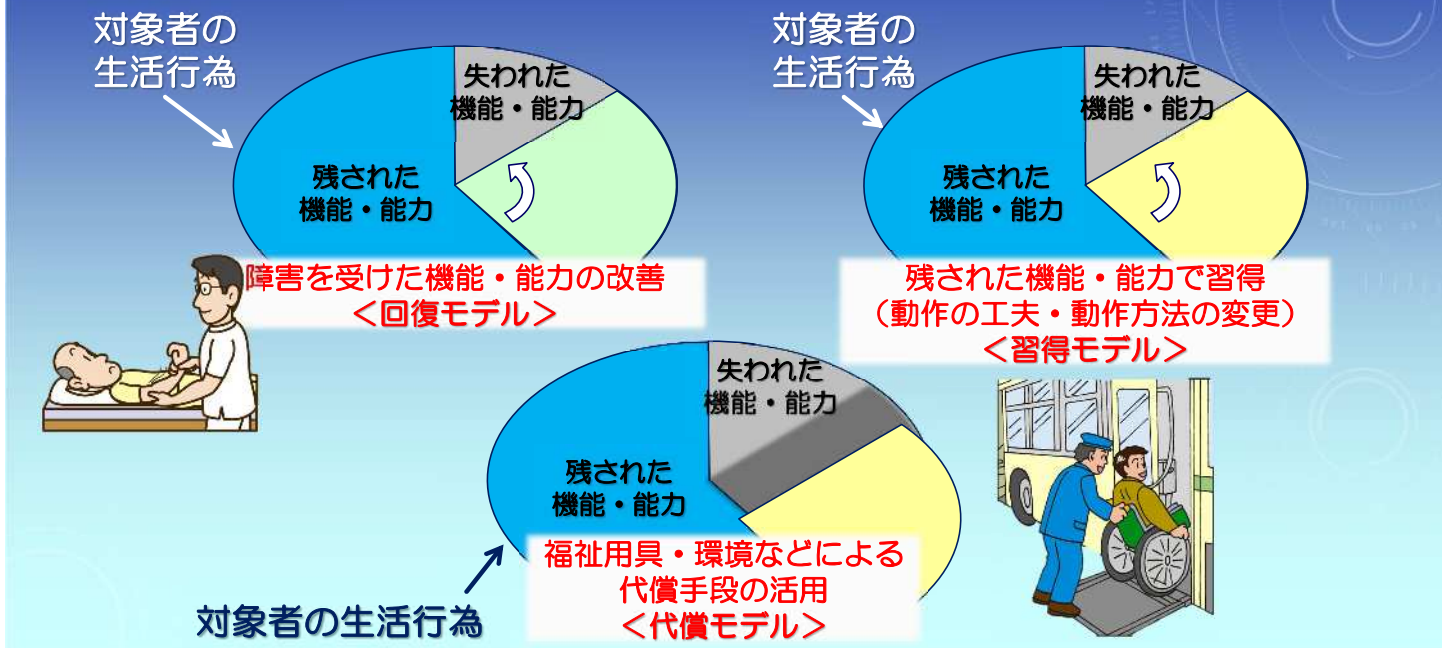 対象者の
生活行為
失われた
機能・能力
残された
機能・能力
障害を受けた機能・能力の改善
＜回復モデル＞
対象者の
生活行為
失われた
機能・能力
残された
機能・能力
残された機能・能力で習得
（動作の工夫・動作方法の変更）
＜習得モデル＞
失われた
機能・能力
残された
機能・能力
福祉用具・環境などによる
代償手段の活用
＜代償モデル＞
対象者の生活行為